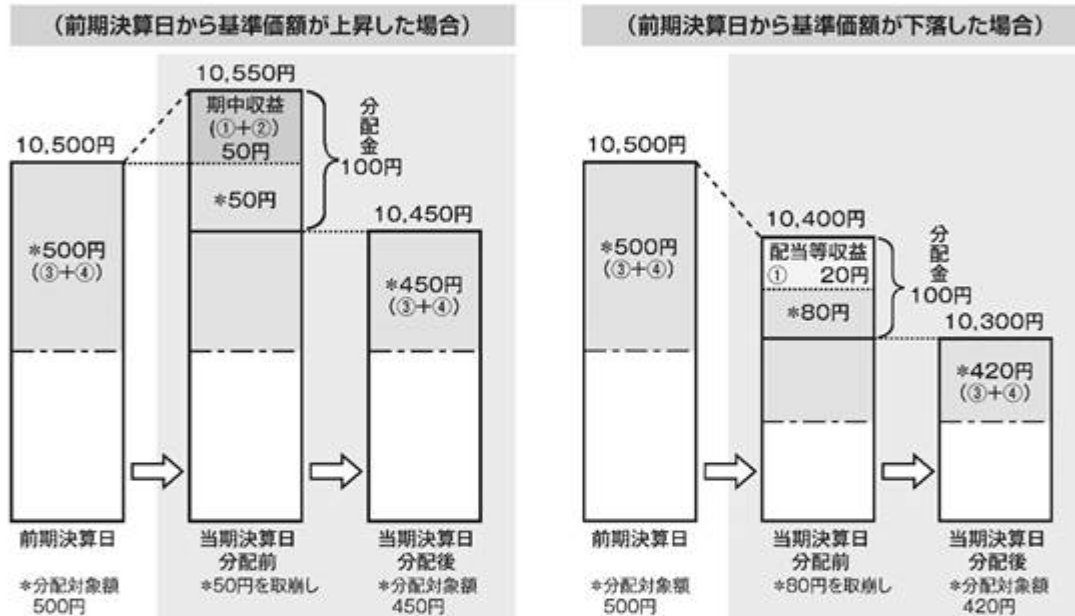 （前期決算日から基準価額が上昇した場合）
10,550円
期中収益
(①＋②)
50円
＊50円
分配金
100円
10,500円
＊500円
(③＋④)
10,450円
＊450円
(③＋④)
前期決算日
当期決算日
分配前
当期決算日
分配後
＊分配対象額
500円
＊50円を取崩し
＊分配対象額
450円
（前期決算日から基準価額が下落した場合）
10,500円
＊500円
(③＋④)
10,400円
配当等収益
① 20円
＊80円
分配金
100円
10,300円
＊420円
(③＋④)
前期決算日
当期決算日
分配前
当期決算日
分配後
＊分配対象額
500円
＊80円を取崩し
＊分配対象額
420円